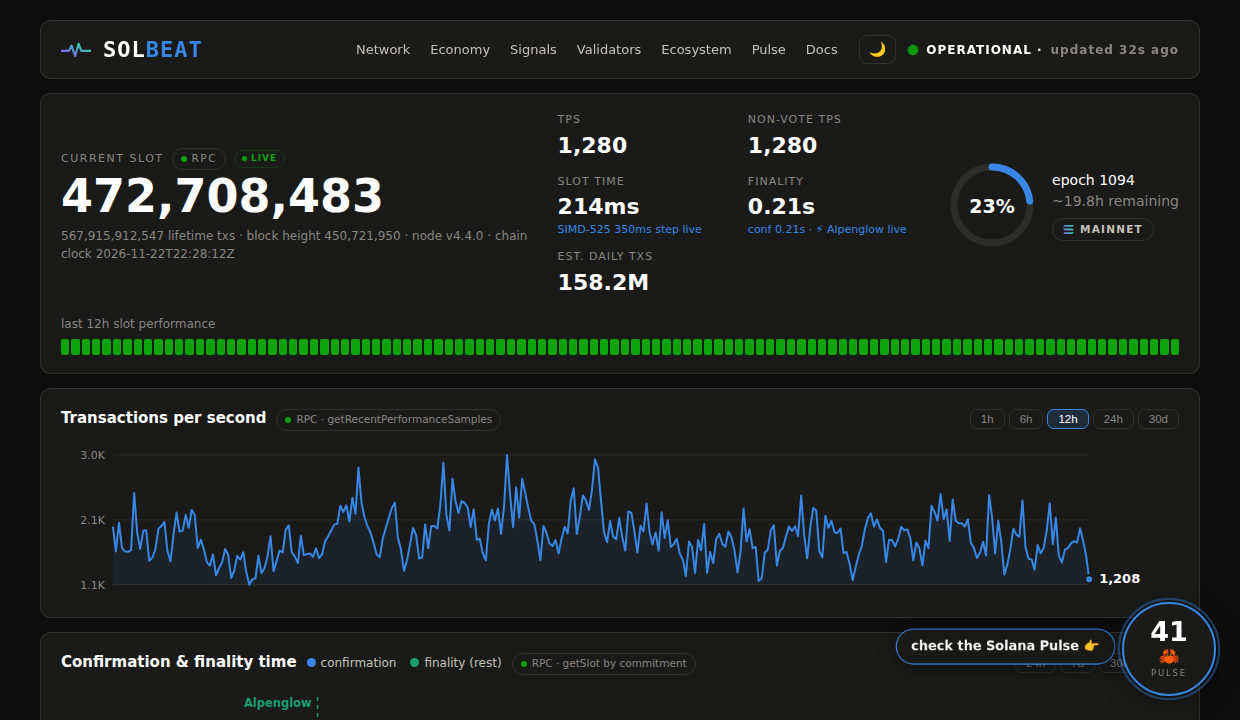 SOLBEAT
Network Economy Signals Validators Ecosystem Pulse Docs
OPERATIONAL · updated 32s ago
CURRENT SLOT RPC LIVE
472,708,483
567,915,912,547 lifetime txs · block height 450,721,950 · node v4.4.0 · chain
clock 2026-11-22T22:28:12Z
TPS
1,280
NON-VOTE TPS
1,280
SLOT TIME
214ms
SIMD-525 350ms step live
FINALITY
0.21s
conf 0.21s · ⚡ Alpenglow live
EST. DAILY TXS
158.2M
23%
epoch 1094
~19.8h remaining
MAINNET
last 12h slot performance
Transactions per second RPC · getRecentPerformanceSamples
1h 6h 12h 24h 30d
3.0K
2.1K
1.1K
1,208
Confirmation & finality time confirmation finality (rest) RPC · getSlot by commitment
Alpenglow
check the Solana Pulse 👉
41
🦀
PULSE